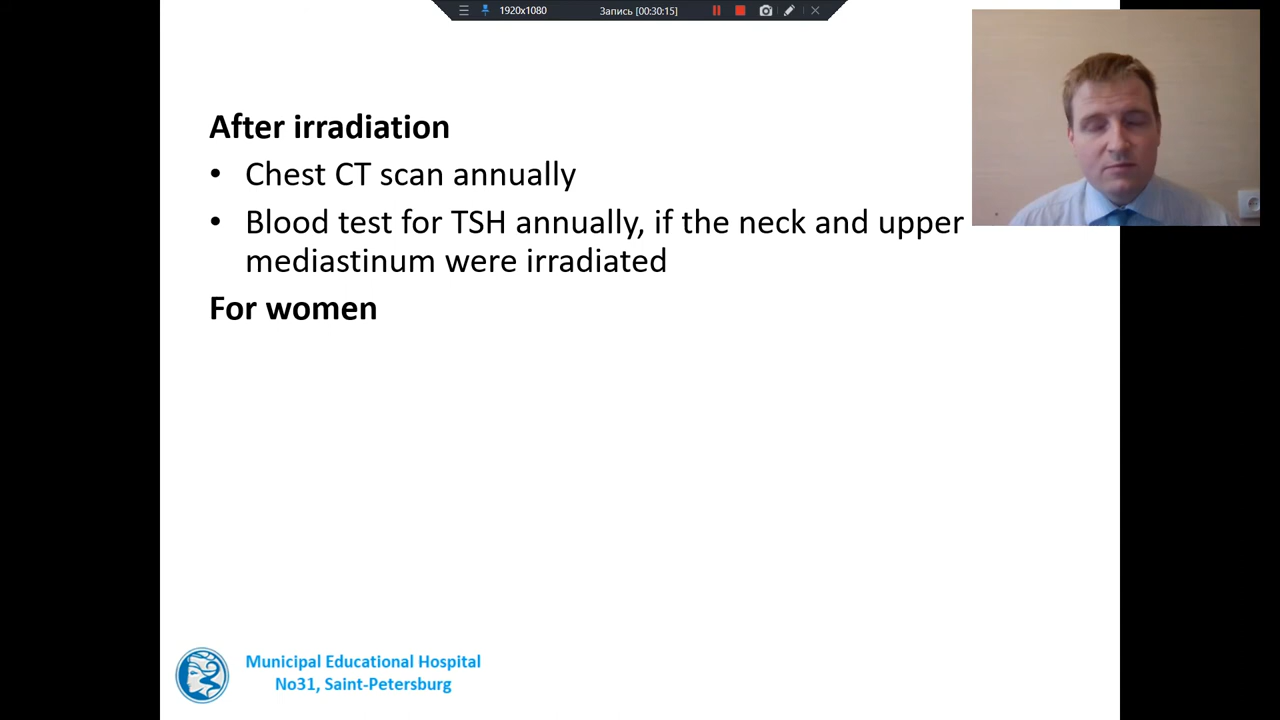 1920x1080 Запись [00:30:15]
After irradiation
• Chest CT scan annually
• Blood test for TSH annually, if the neck and upper
mediastinum were irradiated
For women
Municipal Educational Hospital
No31, Saint-Petersburg